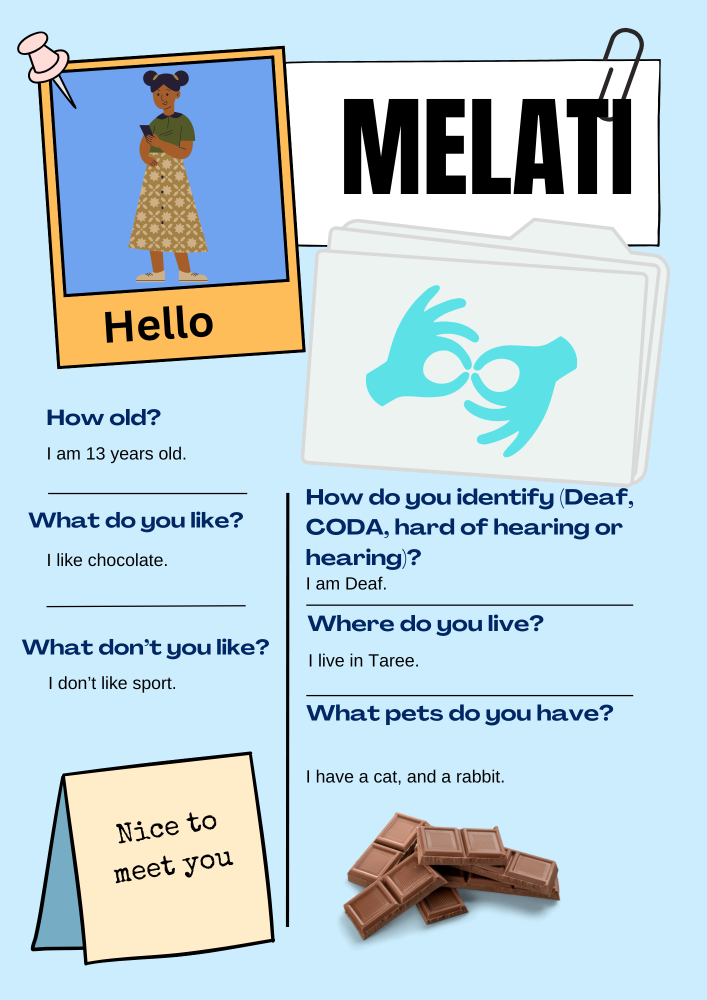 MELATI
Hello
How old?
I am 13 years old.
What do you like?
I like chocolate.
What don’t you like?
I don’t like sport.
Nice to
meet you
How do you identify (Deaf,
CODA, hard of hearing or
hearing)?
I am Deaf.
Where do you live?
I live in Taree.
What pets do you have?
I have a cat, and a rabbit.